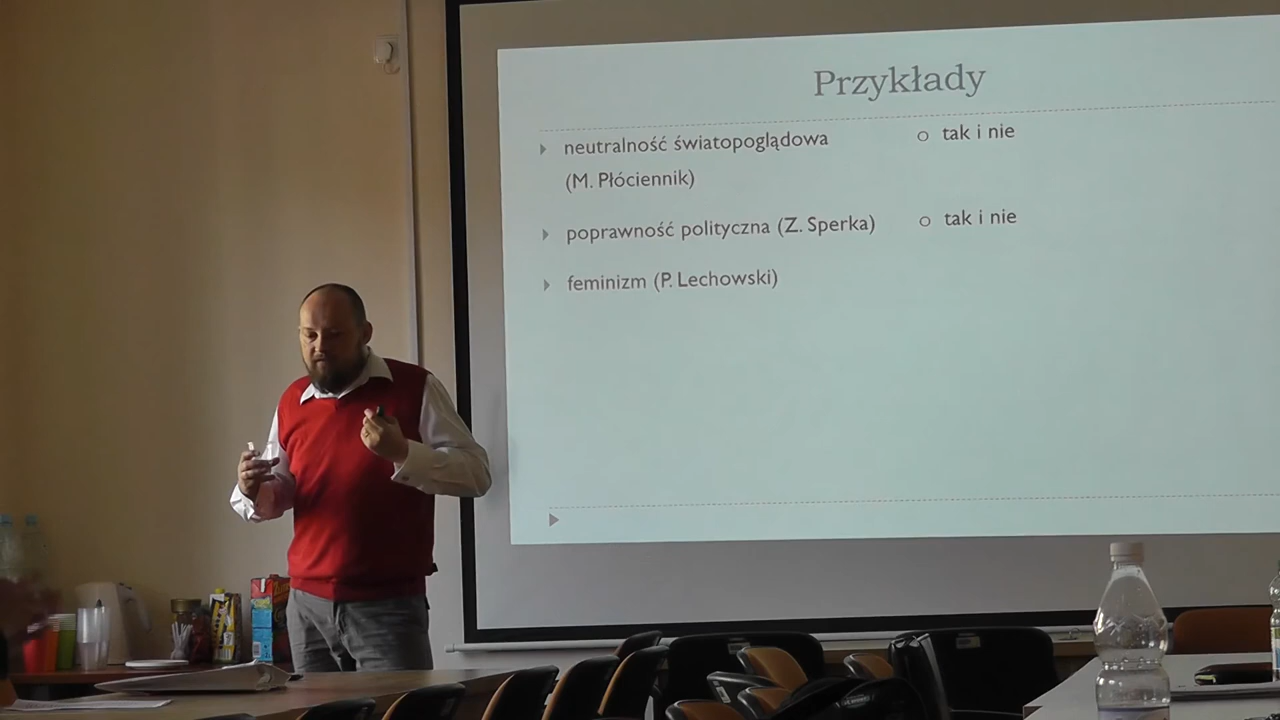 Przykłady
neutralność światopoglądowa
(M. Płóciennik)
o tak i nie
poprawność polityczna (Z. Sperka)
o tak i nie
feminizm (P. Lechowski)